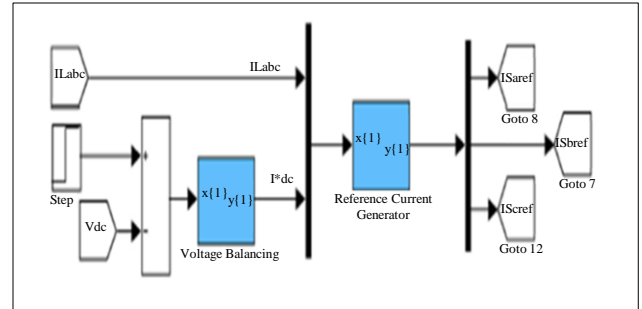 ILabc
ILabc
Step
Vdc
x{1}
y{1}
Voltage Balancing
I*dc
x{1}
y{1}
Reference Current
Generator
ISaref
Goto 8
ISbref
Goto 7
IScref
Goto 12